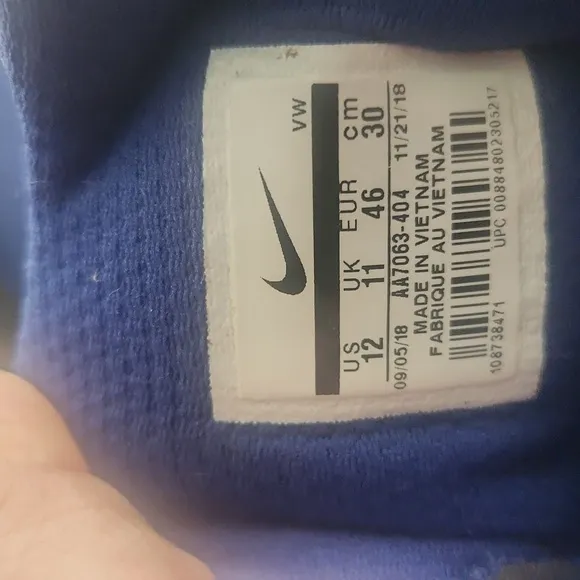 VW
US UK EUR cm
12 11 46 30
09/05/18 AA7063-404 11/21/18
MADE IN VIETNAM
FABRIQUE AU VIETNAM
108738471 UPC 00884802305217